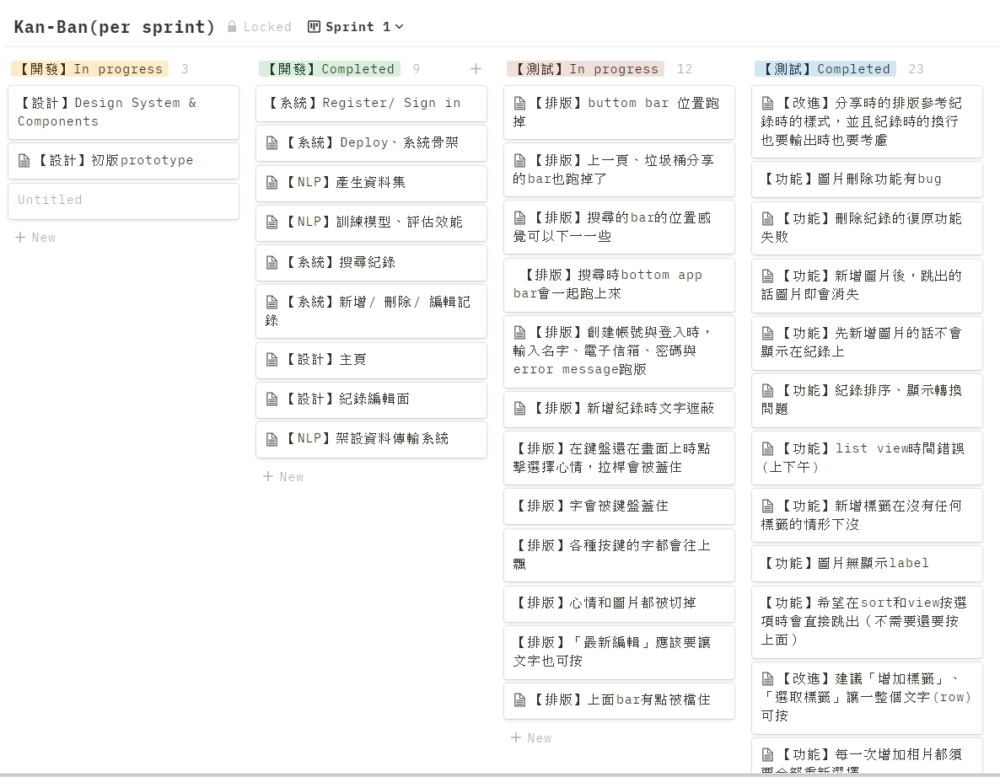 Kan-Ban(per sprint) Locked Sprint 1
【開發】In progress 3
【設計】Design System &
Components
【設計】初版prototype
Untitled
+ New
【開發】Completed 9 +
【系統】Register/ Sign in
【系統】Deploy、系統骨架
【NLP】產生資料集
【NLP】訓練模型、評估效能
【系統】搜尋紀錄
【系統】新增/ 刪除/ 編輯記
錄
【設計】主頁
【設計】紀錄編輯面
【NLP】架設資料傳輸系統
+ New
【測試】In progress 12
【排版】buttom bar 位置跑
掉
【排版】上一頁、垃圾桶分享
的bar也跑掉了
【排版】搜尋的bar的位置感
覺可以下一一些
【排版】搜尋時bottom app
bar會一起跑上來
【排版】創建帳號與登入時，
輸入名字、電子信箱、密碼與
error message跑版
【排版】新增紀錄時文字遮蔽
【排版】在鍵盤還在畫面上時點
擊選擇心情，拉桿會被蓋住
【排版】字會被鍵盤蓋住
【排版】各種按鍵的字都會往上
飄
【排版】心情和圖片都被切掉
【排版】「最新編輯」應該要讓
文字也可按
【排版】上面bar有點被檔住
+ New
【測試】Completed 23
【改進】分享時的排版參考紀
錄時的樣式，並且紀錄時的換行
也要輸出時也要考慮
【功能】圖片刪除功能有bug
【功能】刪除紀錄的復原功能
失敗
【功能】新增圖片後，跳出的
話圖片即會消失
【功能】先新增圖片的話不會
顯示在紀錄上
【功能】紀錄排序、顯示轉換
問題
【功能】list view時間錯誤
(上下午)
【功能】新增標籤在沒有任何
標籤的情形下沒
【功能】圖片無顯示label
【功能】希望在sort和view按選
項時會直接跳出（不需要還要按
上面）
【改進】建議「增加標籤」、
「選取標籤」讓一整個文字(row)
可按
【功能】每一次增加相片都須
要全部重新選擇